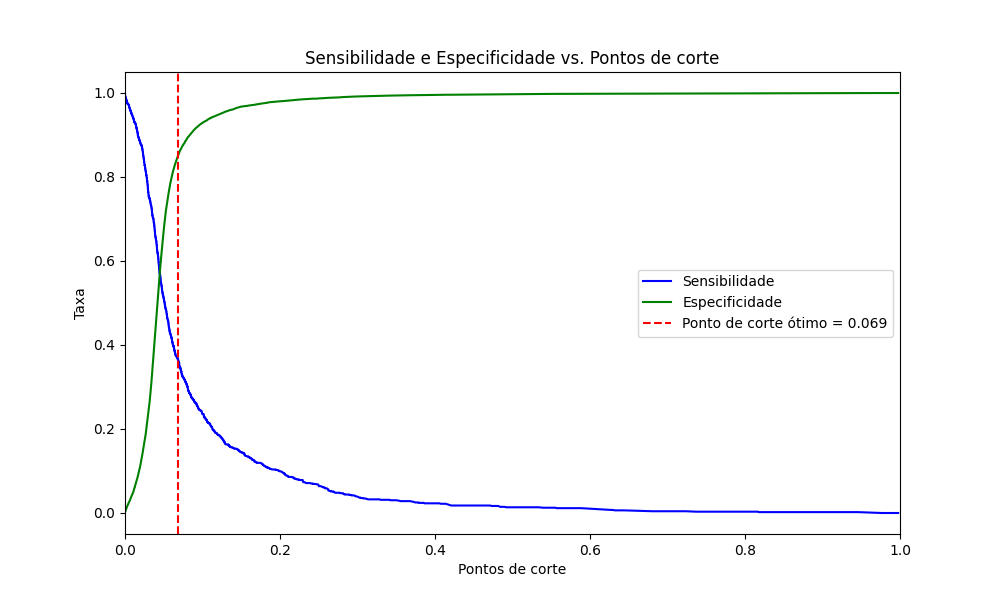 Sensibilidade e Especificidade vs. Pontos de corte
Taxa
1.0
0.8
0.6
0.4
0.2
0.0
Sensibilidade
Especificidade
Ponto de corte ótimo = 0.069
0.0 0.2 0.4 0.6 0.8 1.0
Pontos de corte